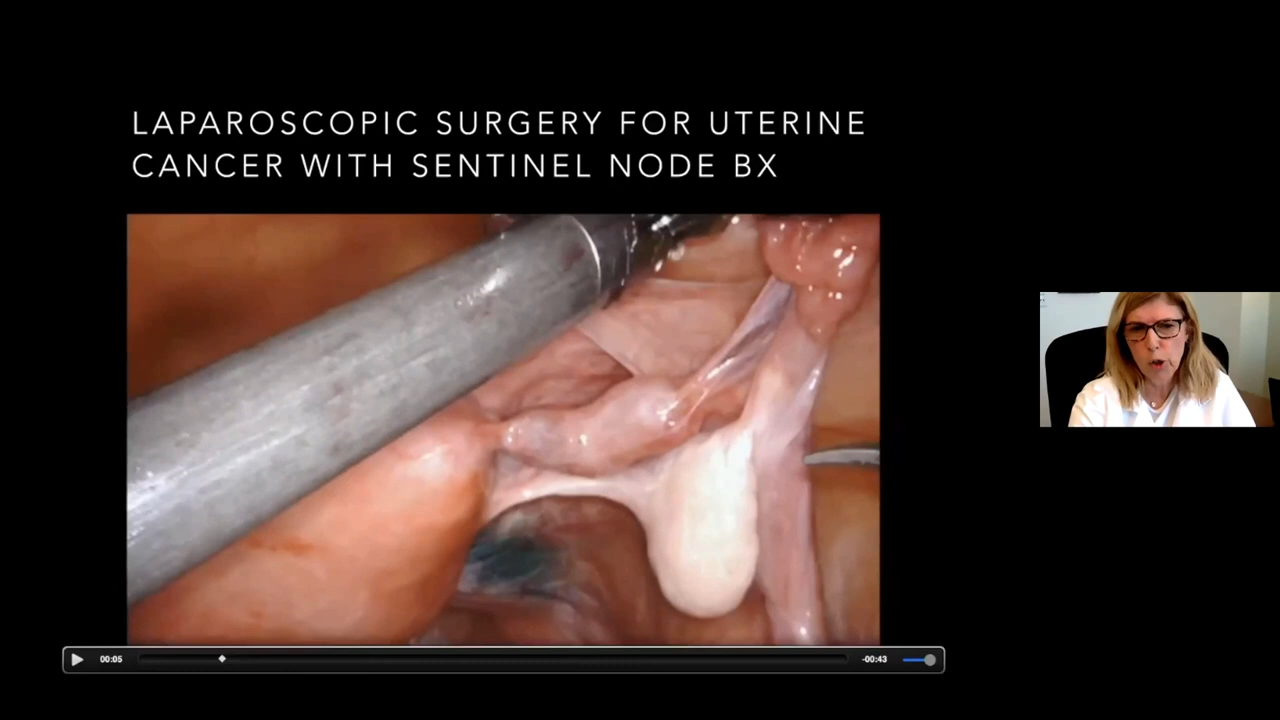 LAPAROSCOPIC SURGERY FOR UTERINE
CANCER WITH SENTINEL NODE BX
00:05
-00:43